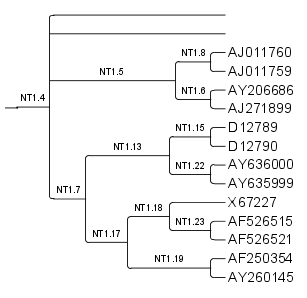 NT1.8 AJ011760
AJ011759
NT1.5
NT1.6 AY206686
AJ271899
NT1.4
NT1.15 D12789
D12790
NT1.13
NT1.22 AY636000
AY635999
NT1.7
NT1.18 X67227
NT1.23 AF526515
AF526521
NT1.17
NT1.19 AF250354
AY260145